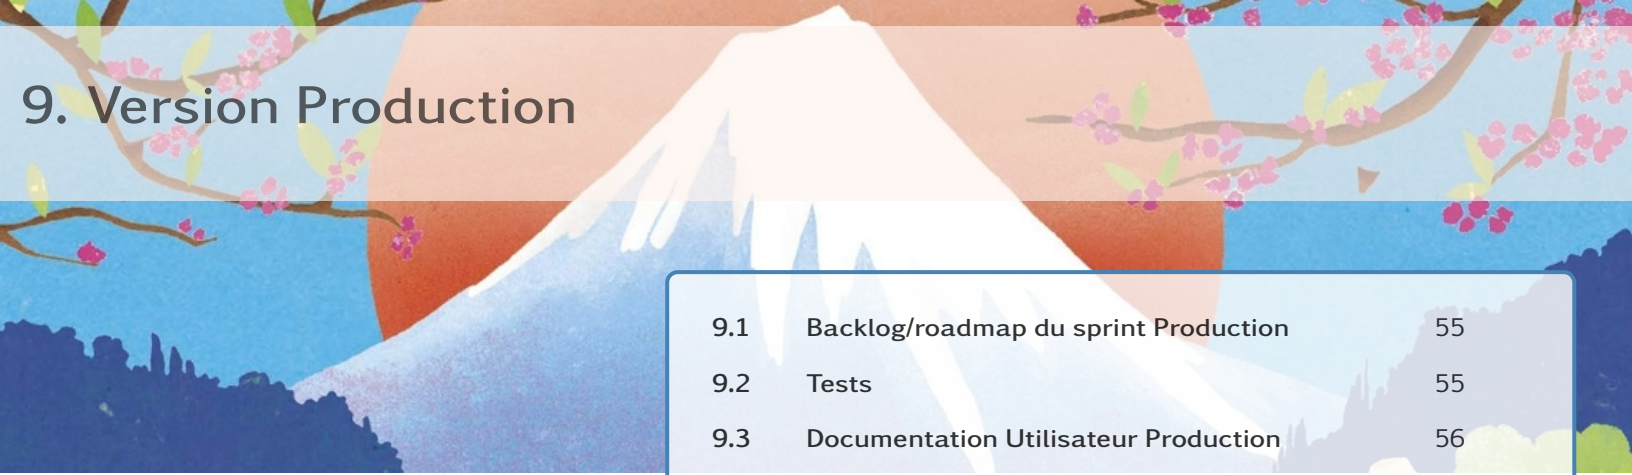 9. Version Production
9.1 Backlog/roadmap du sprint Production 55
9.2 Tests 55
9.3 Documentation Utilisateur Production 56